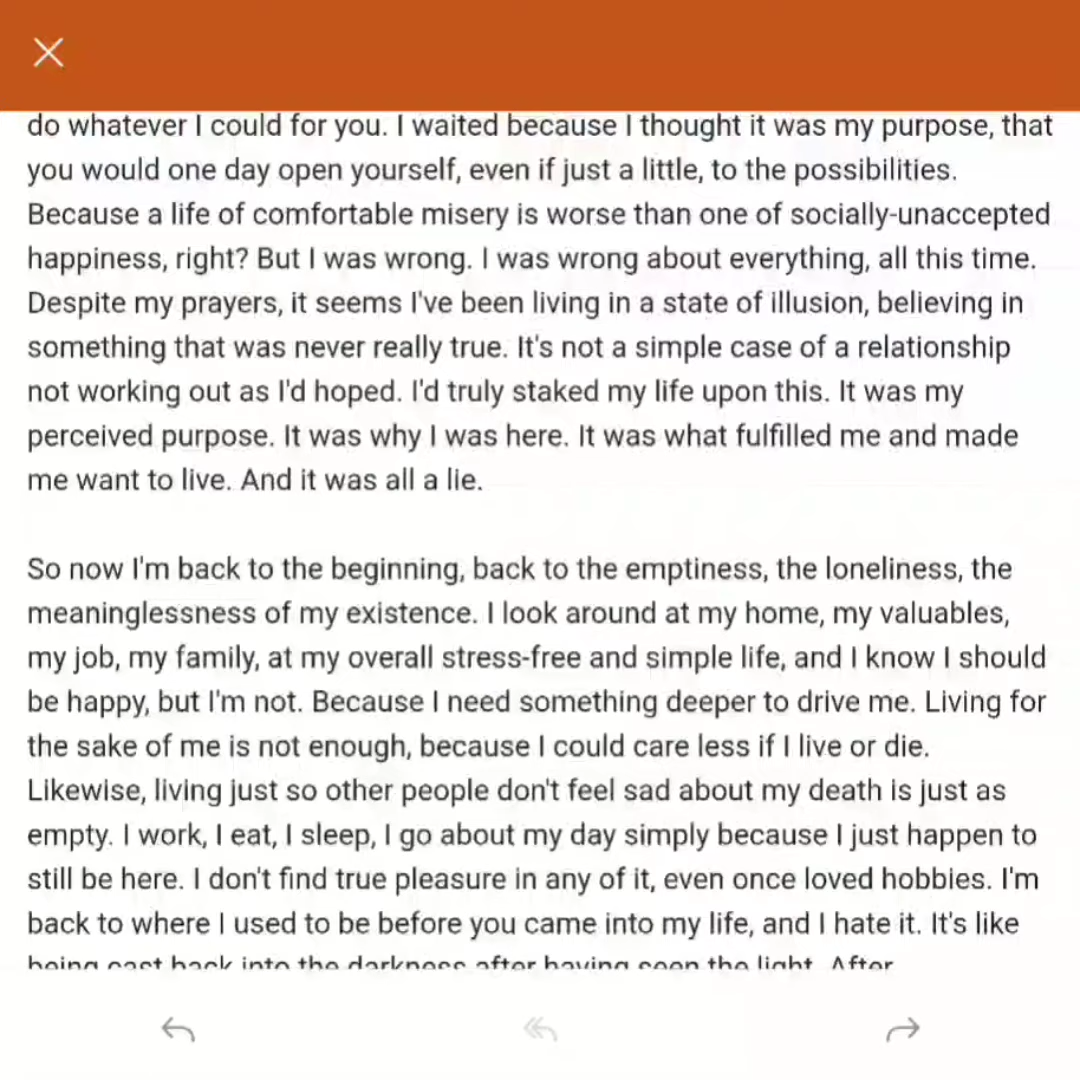 do whatever I could for you. I waited because I thought it was my purpose, that
you would one day open yourself, even if just a little, to the possibilities.
Because a life of comfortable misery is worse than one of socially-unaccepted
happiness, right? But I was wrong. I was wrong about everything, all this time.
Despite my prayers, it seems I've been living in a state of illusion, believing in
something that was never really true. It's not a simple case of a relationship
not working out as I'd hoped. I'd truly staked my life upon this. It was my
perceived purpose. It was why I was here. It was what fulfilled me and made
me want to live. And it was all a lie.
So now I'm back to the beginning, back to the emptiness, the loneliness, the
meaninglessness of my existence. I look around at my home, my valuables,
my job, my family, at my overall stress-free and simple life, and I know I should
be happy, but I'm not. Because I need something deeper to drive me. Living for
the sake of me is not enough, because I could care less if I live or die.
Likewise, living just so other people don't feel sad about my death is just as
empty. I work, I eat, I sleep, I go about my day simply because I just happen to
still be here. I don't find true pleasure in any of it, even once loved hobbies. I'm
back to where I used to be before you came into my life, and I hate it. It's like
being cast back into the darkness after having seen the light. After